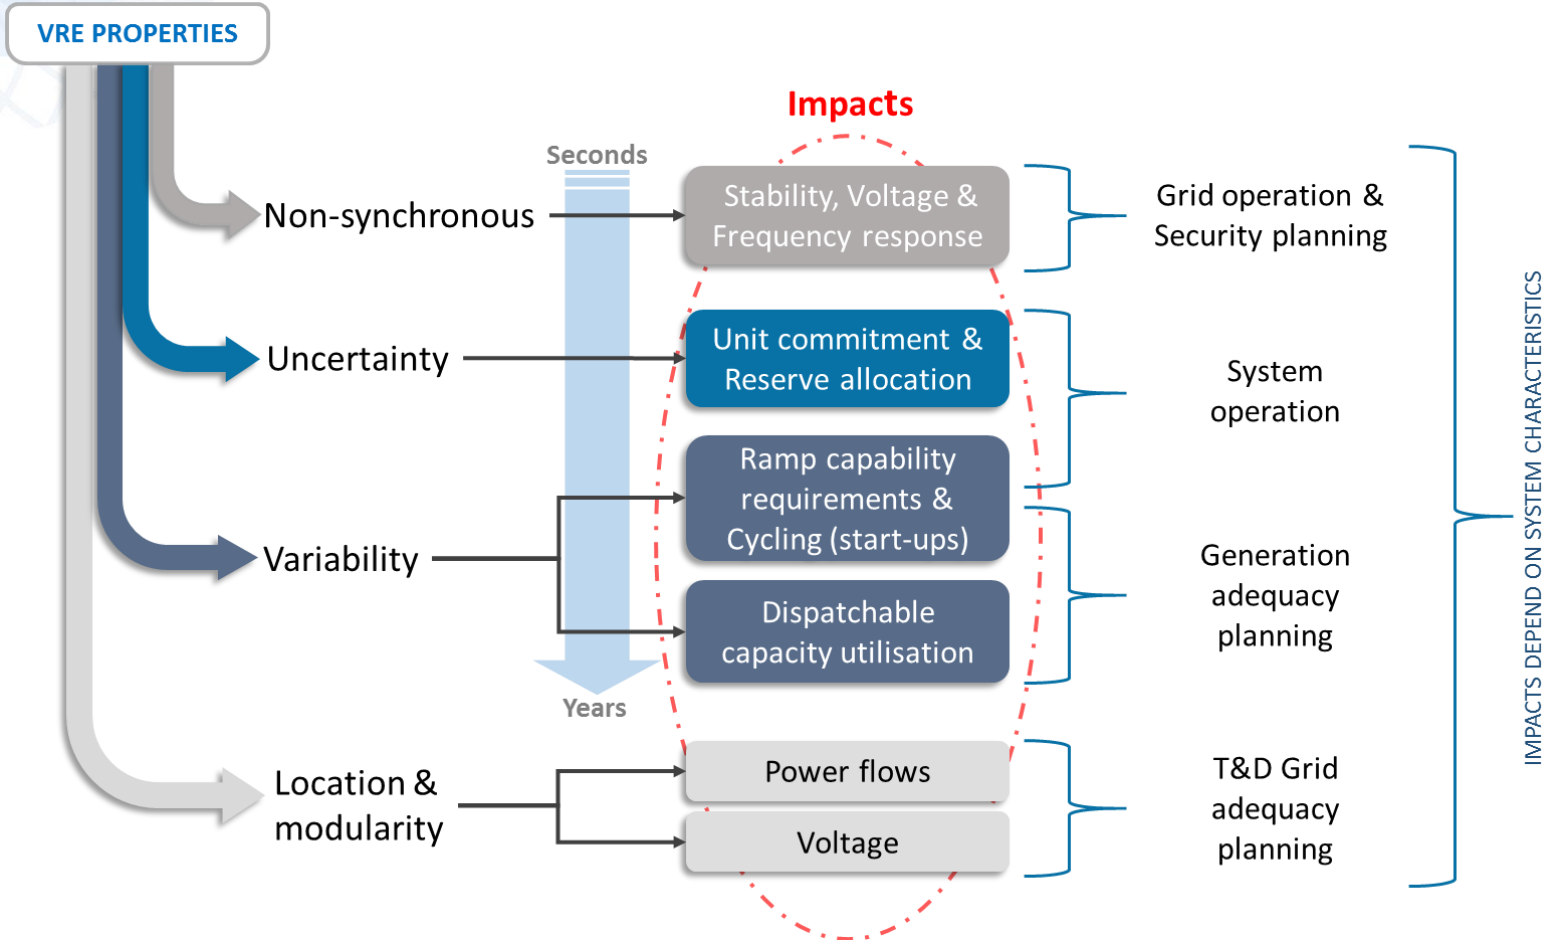 VRE PROPERTIES
Impacts
Seconds
Non-synchronous
Stability, Voltage &
Frequency response
Grid operation &
Security planning
Uncertainty
Unit commitment &
Reserve allocation
System
operation
Variability
Ramp capability
requirements &
Cycling (start-ups)
Dispatchable
capacity utilisation
Generation
adequacy
planning
Years
Location &
modularity
Power flows
Voltage
T&D Grid
adequacy
planning
IMPACTS DEPEND ON SYSTEM CHARACTERISTICS